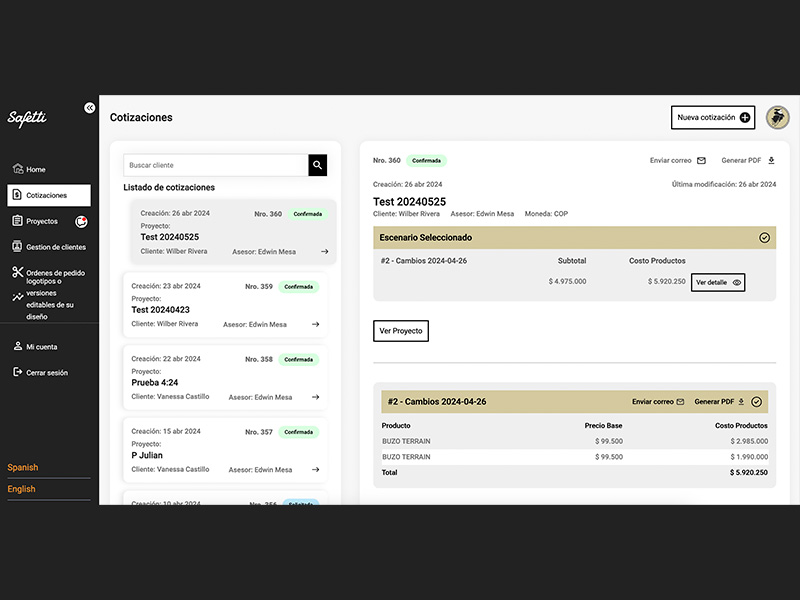 Safetti
Home
Cotizaciones
Proyectos
Gestion de clientes
Ordenes de pedido
logotipos o
versiones
editables de su
diseño
Mi cuenta
Cerrar sesión
Spanish
English
Cotizaciones
Nueva cotización
Buscar cliente
Listado de cotizaciones
Creación: 26 abr 2024 Nro. 360 Confirmada
Proyecto:
Test 20240525
Cliente: Wilber Rivera Asesor: Edwin Mesa
Creación: 23 abr 2024 Nro. 359 Confirmada
Proyecto:
Test 20240423
Cliente: Wilber Rivera Asesor: Edwin Mesa
Creación: 22 abr 2024 Nro. 358 Confirmada
Proyecto:
Prueba 4:24
Cliente: Vanessa Castillo Asesor: Edwin Mesa
Creación: 15 abr 2024 Nro. 357 Confirmada
Proyecto:
P Julian
Cliente: Vanessa Castillo Asesor: Edwin Mesa
Creación: 10 abr 2024 Nro. 356 Solicitada
Nro. 360 Confirmada Enviar correo Generar PDF
Creación: 26 abr 2024 Última modificación: 26 abr 2024
Test 20240525
Cliente: Wilber Rivera Asesor: Edwin Mesa Moneda: COP
Escenario Seleccionado
#2 - Cambios 2024-04-26 Subtotal Costo Productos
$ 4.975.000 $ 5.920.250 Ver detalle
Ver Proyecto
#2 - Cambios 2024-04-26 Enviar correo Generar PDF
Producto Precio Base Costo Productos
BUZO TERRAIN $ 99.500 $ 2.985.000
BUZO TERRAIN $ 99.500 $ 1.990.000
Total $ 5.920.250